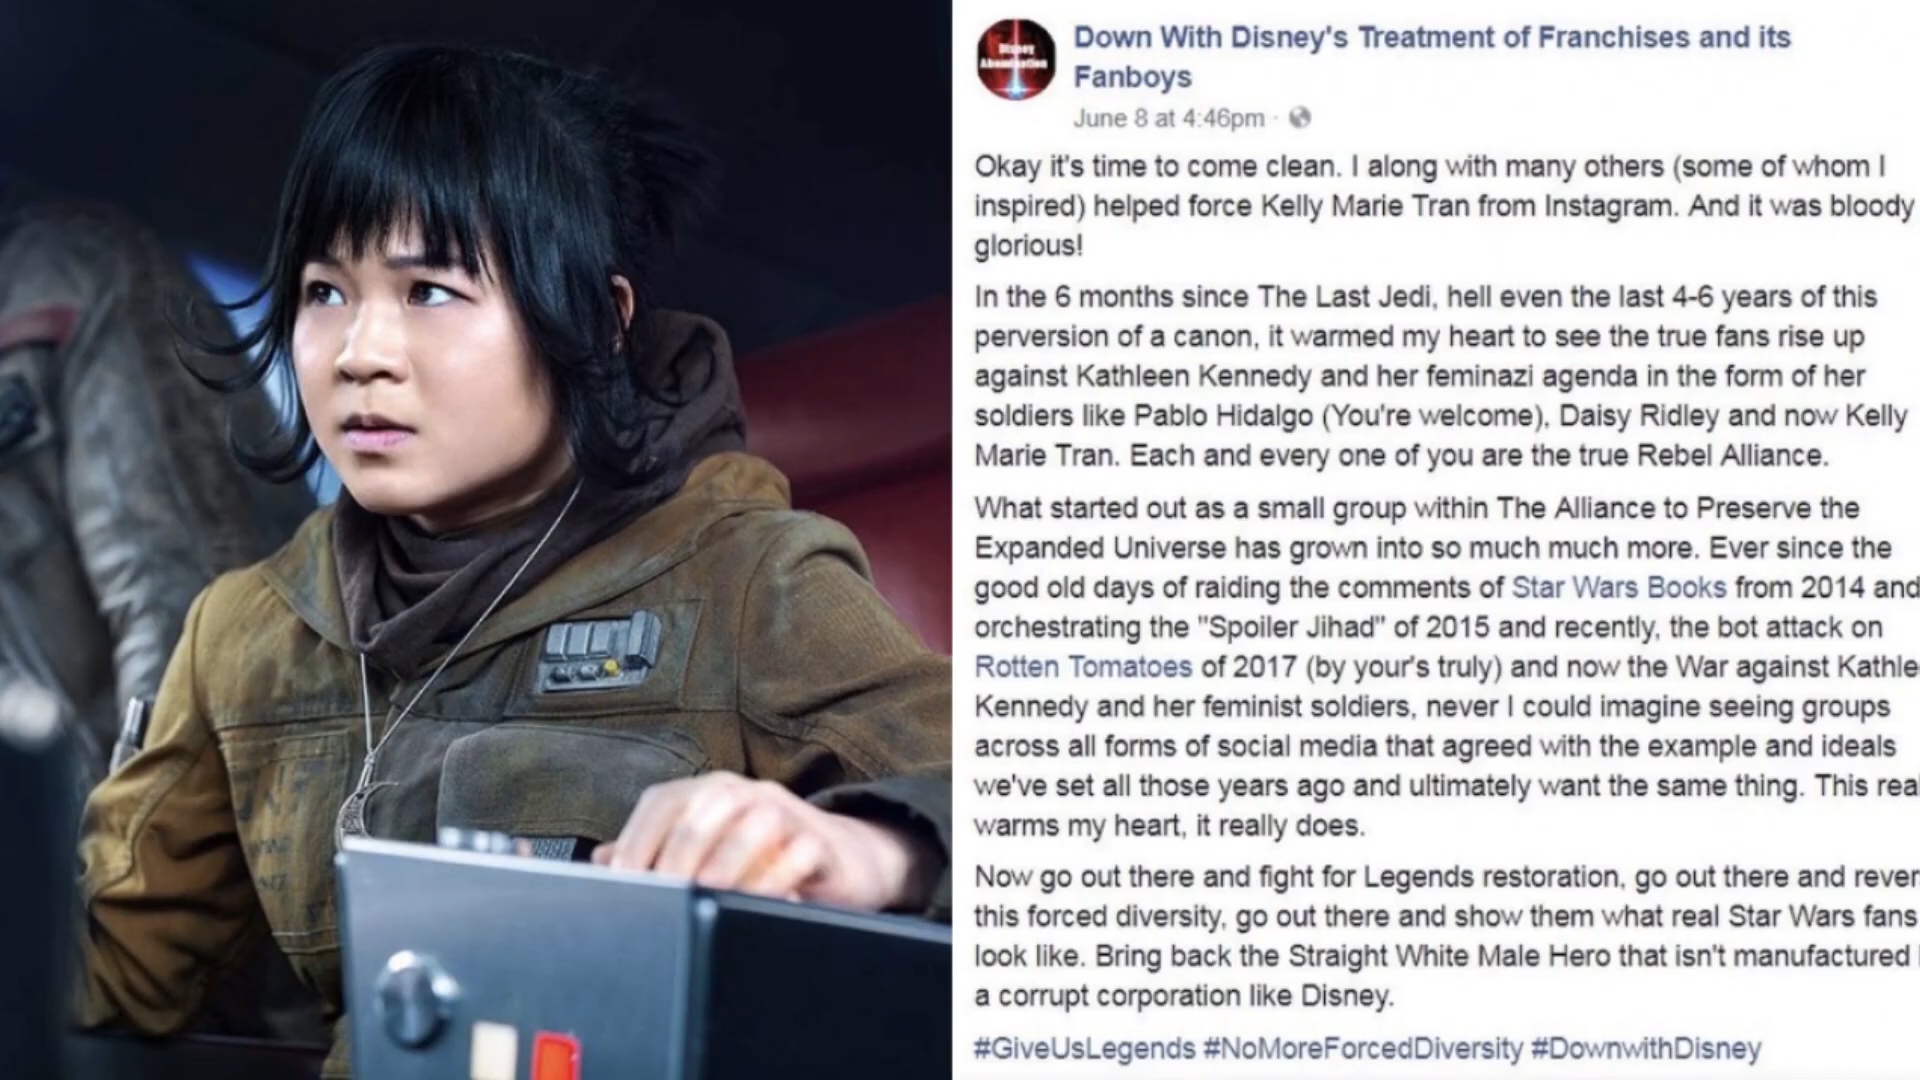 Disney
Abomination
Down With Disney's Treatment of Franchises and its
Fanboys
June 8 at 4:46pm ·
Okay it's time to come clean. I along with many others (some of whom I
inspired) helped force Kelly Marie Tran from Instagram. And it was bloody
glorious!
In the 6 months since The Last Jedi, hell even the last 4-6 years of this
perversion of a canon, it warmed my heart to see the true fans rise up
against Kathleen Kennedy and her feminazi agenda in the form of her
soldiers like Pablo Hidalgo (You're welcome), Daisy Ridley and now Kelly
Marie Tran. Each and every one of you are the true Rebel Alliance.
What started out as a small group within The Alliance to Preserve the
Expanded Universe has grown into so much much more. Ever since the
good old days of raiding the comments of Star Wars Books from 2014 and
orchestrating the "Spoiler Jihad" of 2015 and recently, the bot attack on
Rotten Tomatoes of 2017 (by your's truly) and now the War against Kathle
Kennedy and her feminist soldiers, never I could imagine seeing groups
across all forms of social media that agreed with the example and ideals
we've set all those years ago and ultimately want the same thing. This real
warms my heart, it really does.
Now go out there and fight for Legends restoration, go out there and rever
this forced diversity, go out there and show them what real Star Wars fans
look like. Bring back the Straight White Male Hero that isn't manufactured
a corrupt corporation like Disney.
#GiveUsLegends #NoMoreForcedDiversity #DownwithDisney